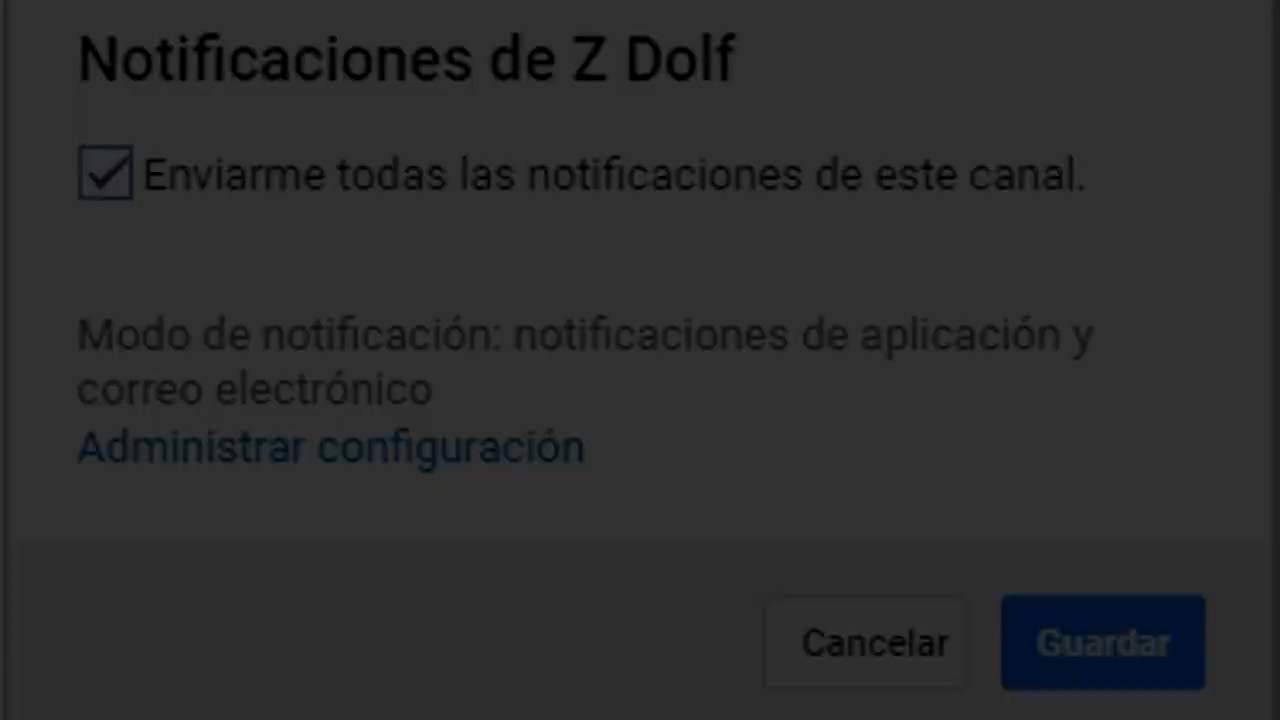 Notificaciones de Z Dolf
Enviarme todas las notificaciones de este canal.
Modo de notificación: notificaciones de aplicación y
correo electrónico
Administrar configuración
Cancelar
Guardar